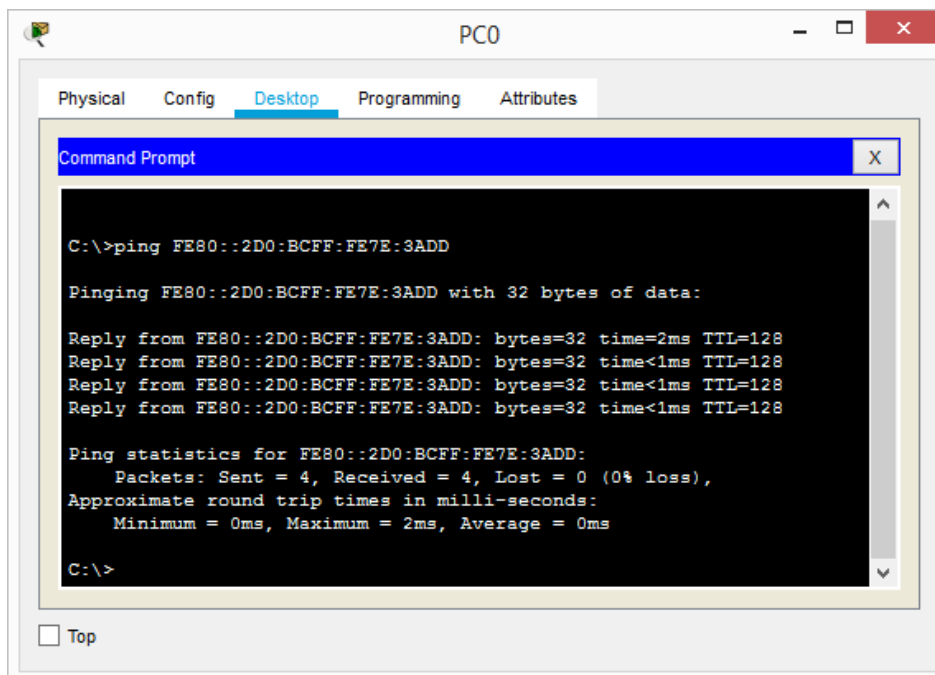 PC0
Physical Config Desktop Programming Attributes
Command Prompt X
C:\>ping FE80::2D0:BCFF:FE7E:3ADD
Pinging FE80::2D0:BCFF:FE7E:3ADD with 32 bytes of data:
Reply from FE80::2D0:BCFF:FE7E:3ADD: bytes=32 time=2ms TTL=128
Reply from FE80::2D0:BCFF:FE7E:3ADD: bytes=32 time<1ms TTL=128
Reply from FE80::2D0:BCFF:FE7E:3ADD: bytes=32 time<1ms TTL=128
Reply from FE80::2D0:BCFF:FE7E:3ADD: bytes=32 time<1ms TTL=128
Ping statistics for FE80::2D0:BCFF:FE7E:3ADD:
Packets: Sent = 4, Received = 4, Lost = 0 (0% loss),
Approximate round trip times in milli-seconds:
Minimum = 0ms, Maximum = 2ms, Average = 0ms
C:\>
Top